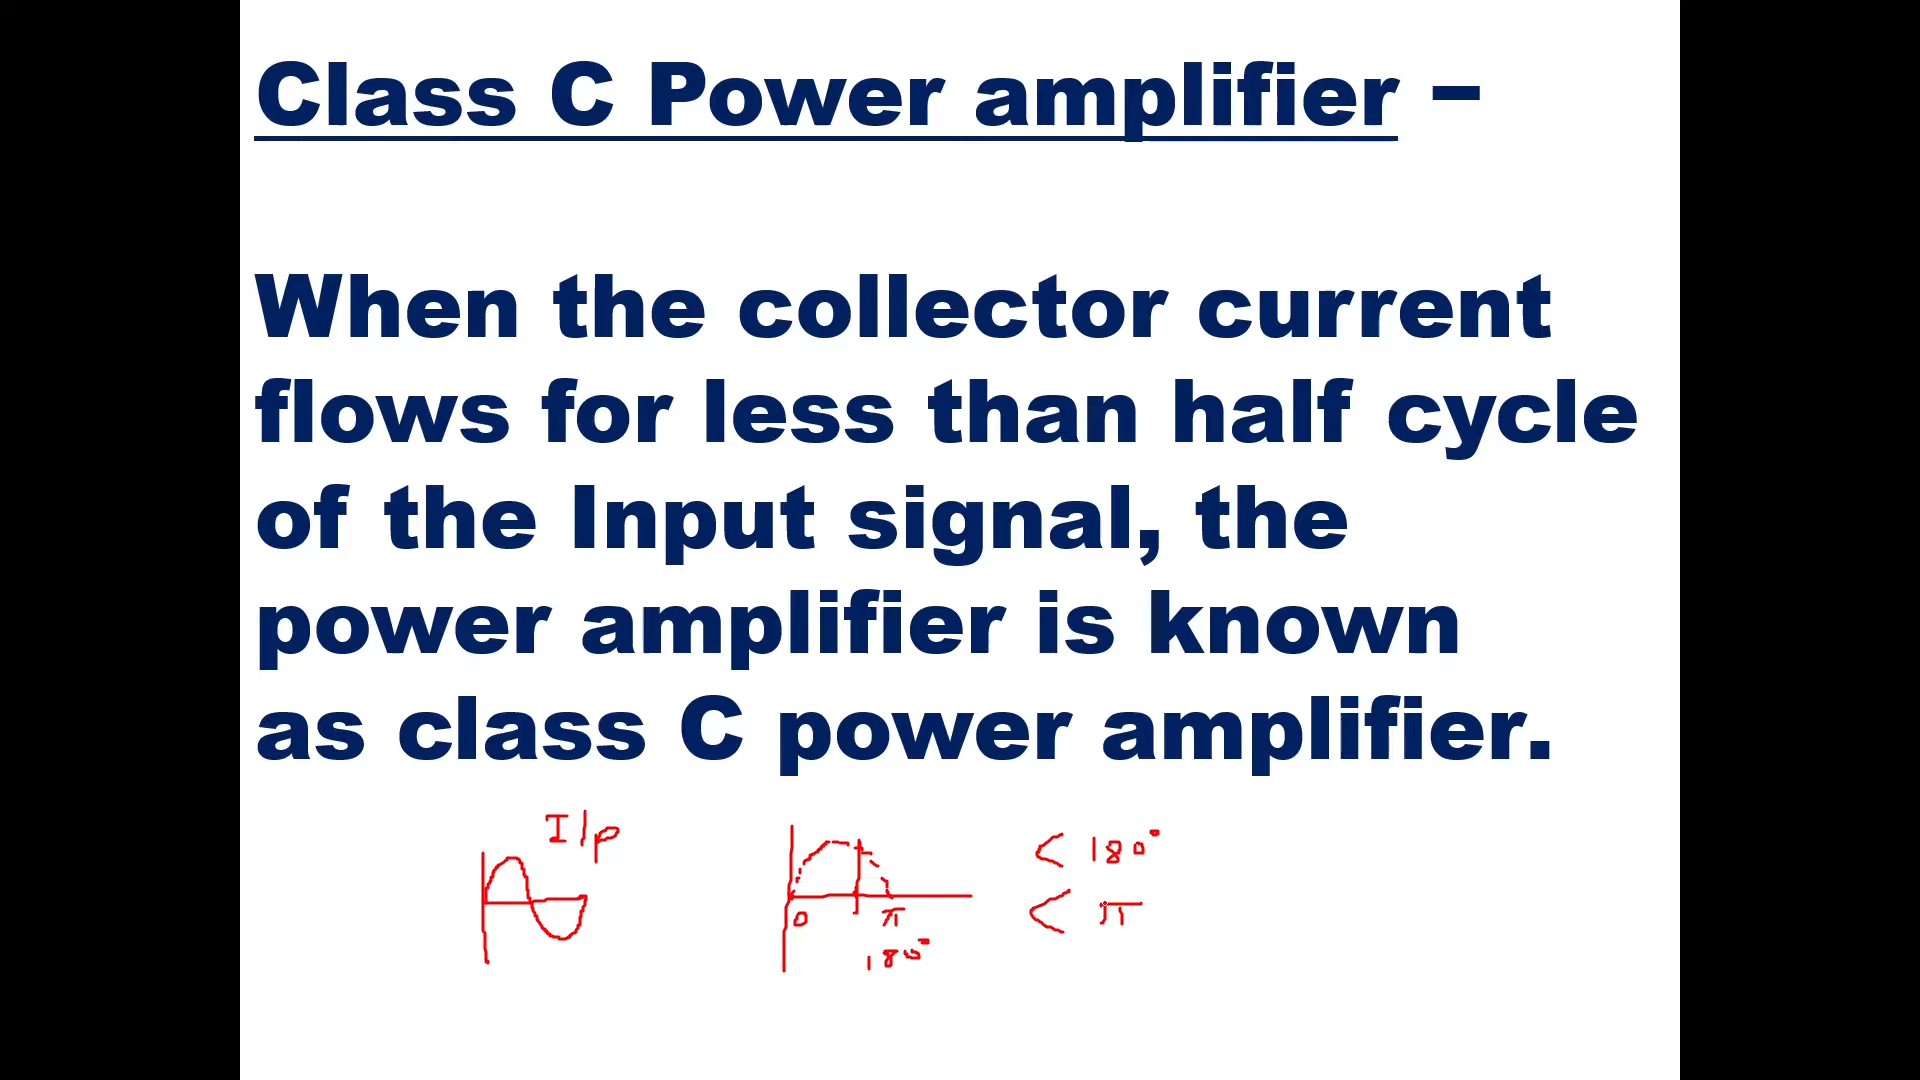 Class C Power amplifier –
When the collector current
flows for less than half cycle
of the Input signal, the
power amplifier is known
as class C power amplifier.
I/p
< 180°
< π
0 π
180°